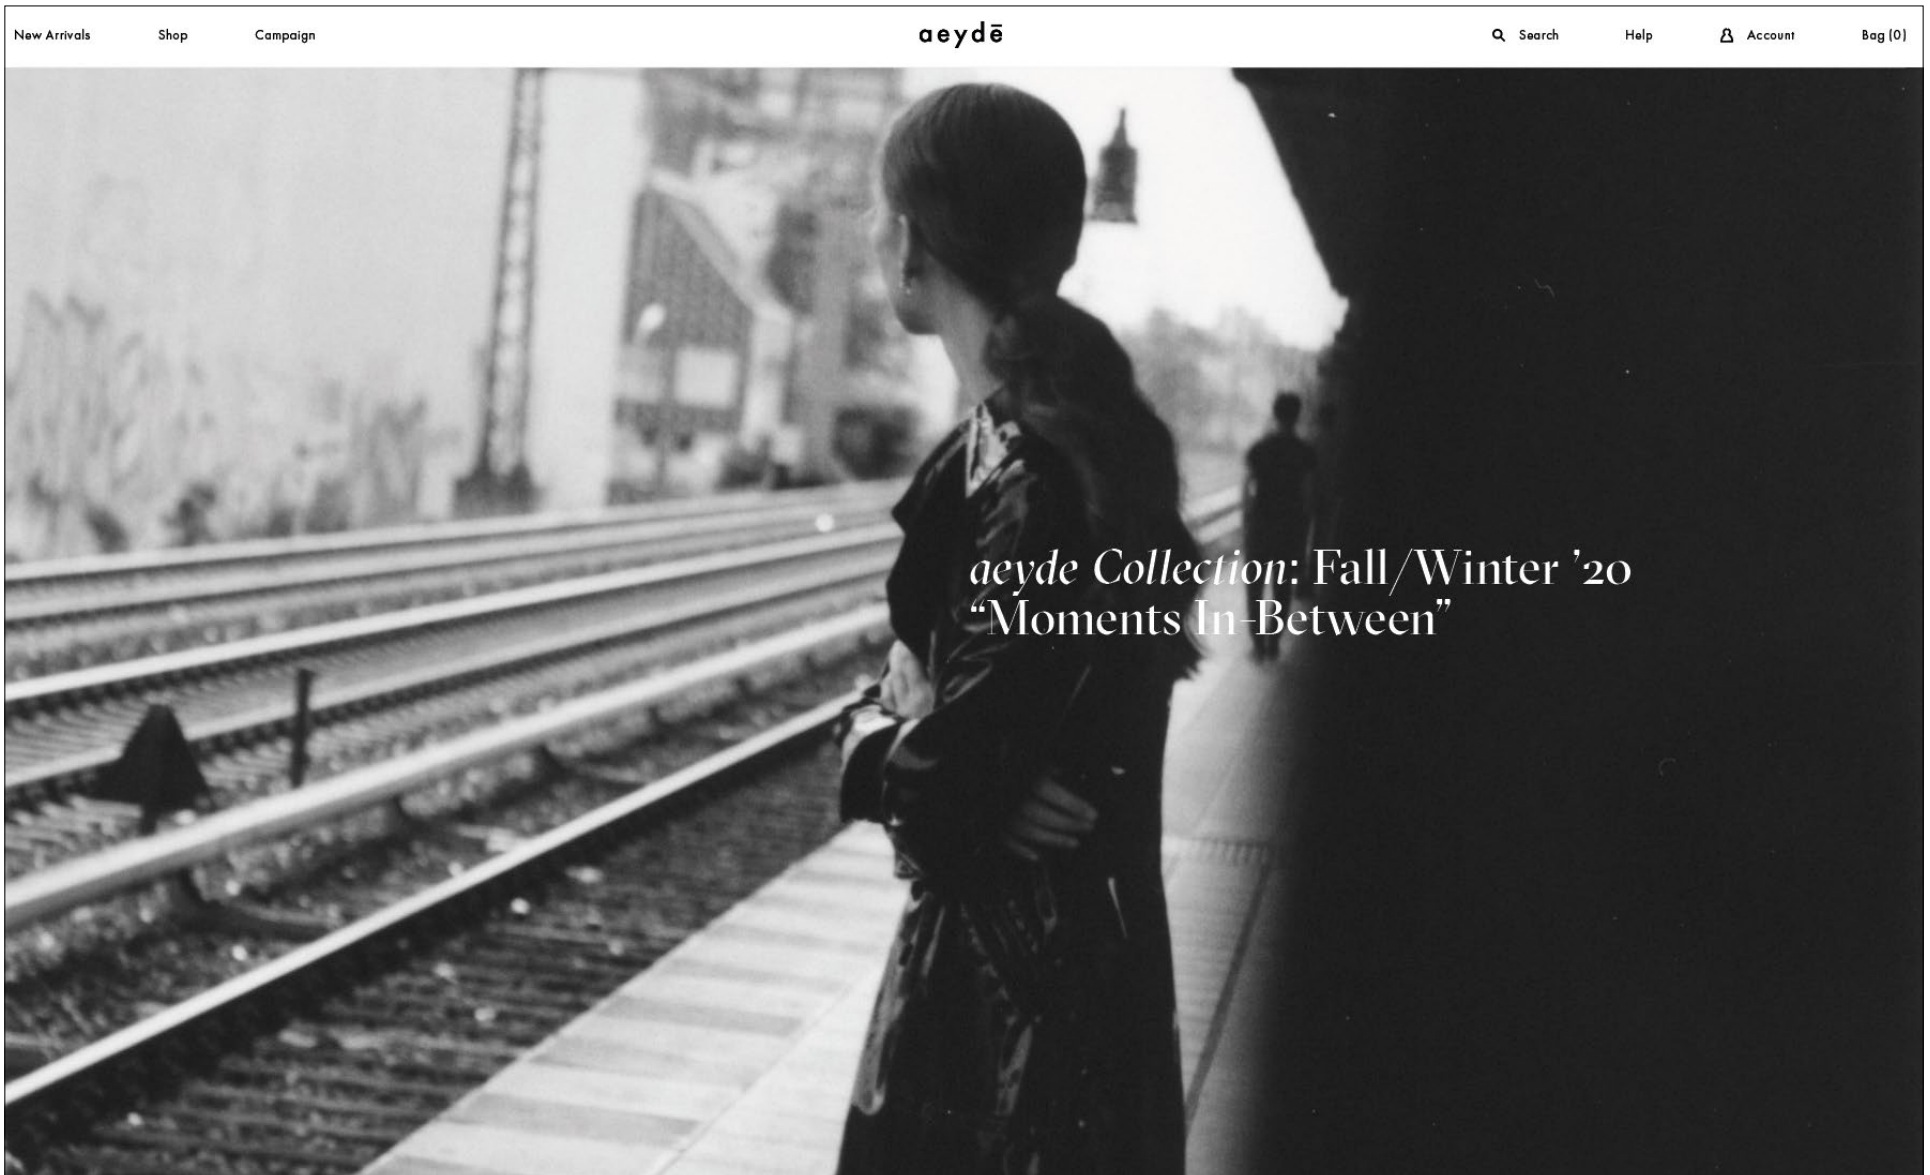 New Arrivals
Shop
Campaign
aeydē
Search
Help
Account
Bag (0)
aeyde Collection: Fall/Winter ’20
“Moments In-Between”